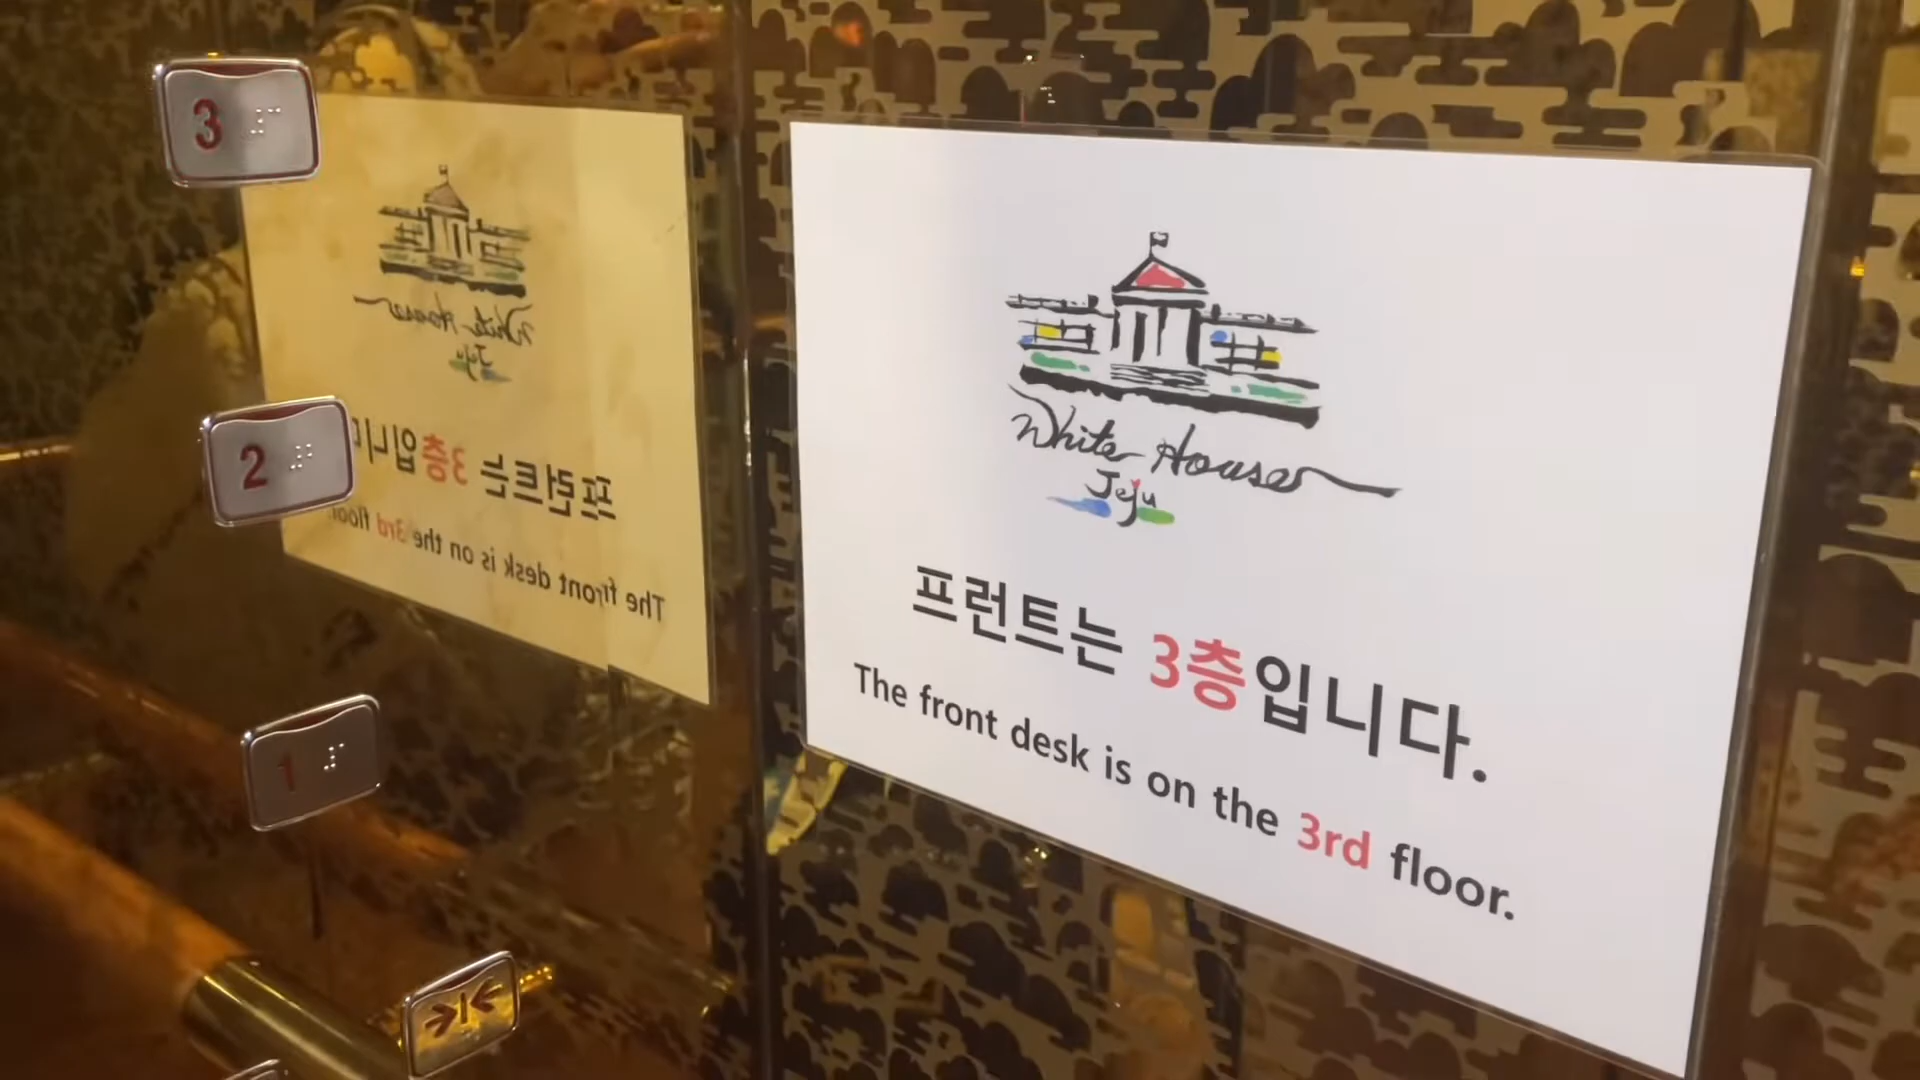 3
2
1
White House
Jeju
프런트는 3층입니다.
The front desk is on the 3rd floor.
White House
Jeju
프런트는 3층입니다
The front desk is on the 3rd floor.